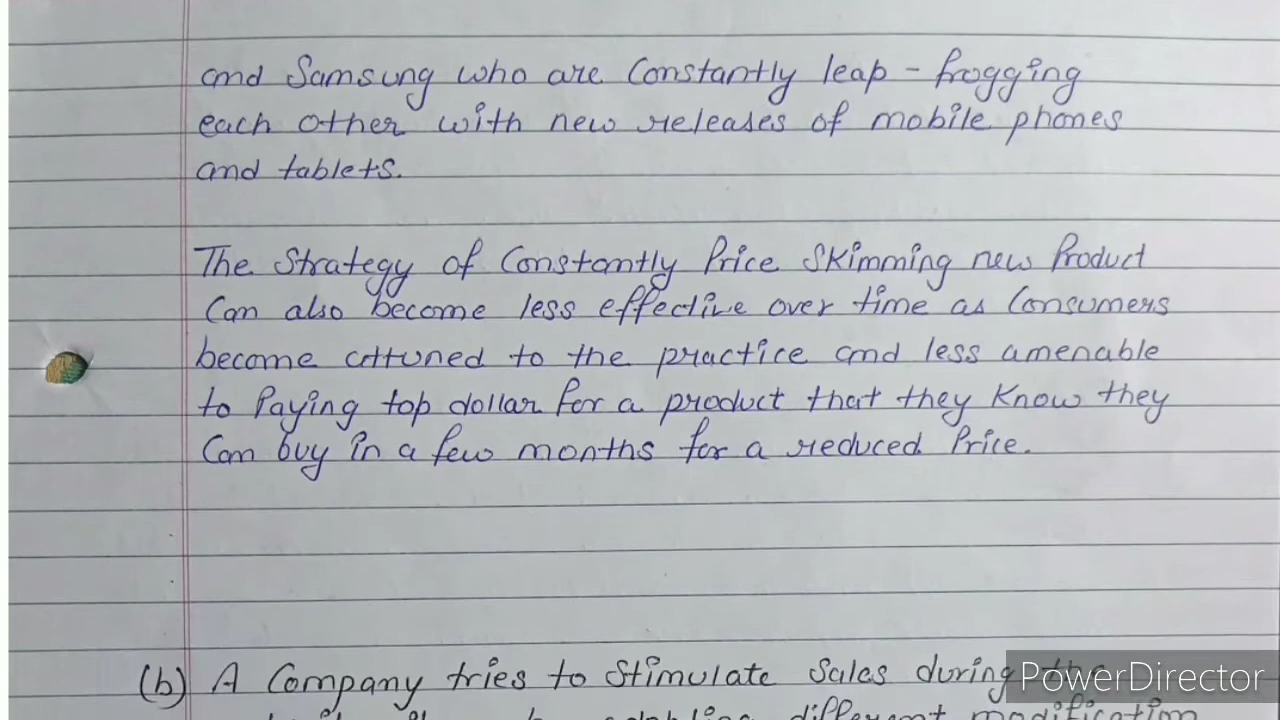 and Samsung who are Constantly leap - frogging
each other with new releases of mobile phones
and tablets.
The Strategy of Constantly Price Skimming new Product
Can also become less effective over time as Consumers
become attuned to the practice and less amenable
to Paying top dollar for a product that they Know they
Can buy in a few months for a reduced Price.
(b) A Company tries to Stimulate Sales during the
different modification
PowerDirector